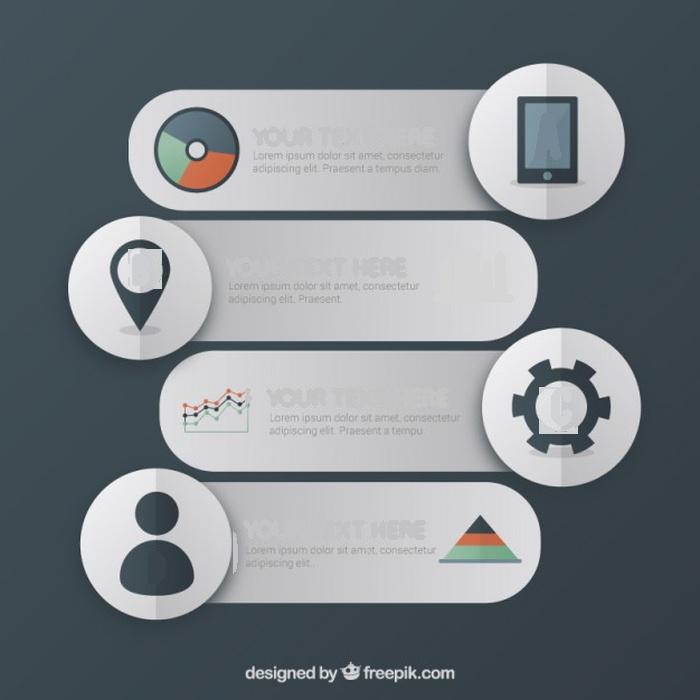 YOUR TEXT HERE
Lorem ipsum dolor sit amet, consectetur
adipiscing elit. Praesent a tempus diam.
A
YOUR TEXT HERE
Lorem ipsum dolor sit amet, consectetur
adipiscing elit. Praesent.
YOUR TEXT HERE
Lorem ipsum dolor sit amet, consectetur
adipiscing elit. Praesent a tempu.
C
YOUR TEXT HERE
Lorem ipsum dolor sit amet, consectetur
adipiscing elit..
designed by freepik.com